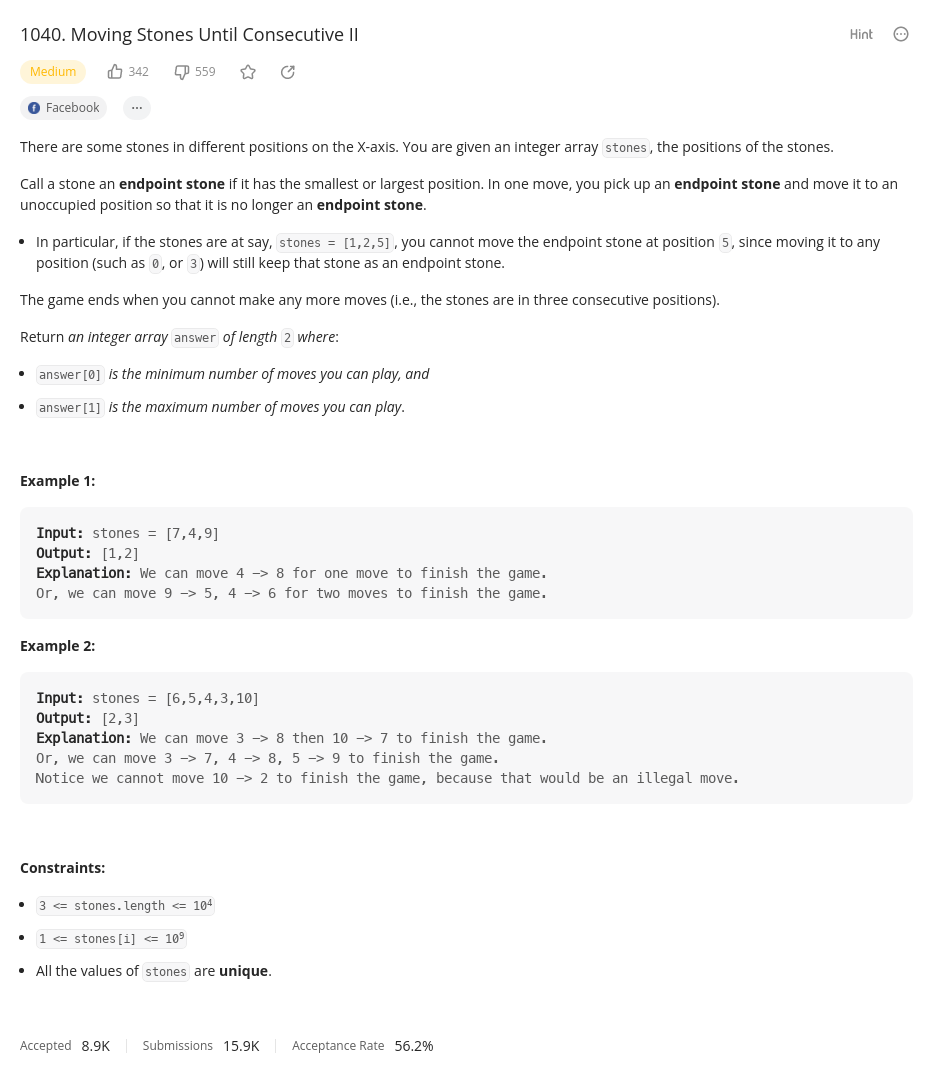 1040. Moving Stones Until Consecutive II
Hint
Medium
342
559
Facebook
There are some stones in different positions on the X-axis. You are given an integer array stones, the positions of the stones.
Call a stone an endpoint stone if it has the smallest or largest position. In one move, you pick up an endpoint stone and move it to an
unoccupied position so that it is no longer an endpoint stone.
• In particular, if the stones are at say, stones = [1,2,5], you cannot move the endpoint stone at position 5, since moving it to any
position (such as 0, or 3) will still keep that stone as an endpoint stone.
The game ends when you cannot make any more moves (i.e., the stones are in three consecutive positions).
Return an integer array answer of length 2 where:
• answer[0] is the minimum number of moves you can play, and
• answer[1] is the maximum number of moves you can play.
Example 1:
Input: stones = [7,4,9]
Output: [1,2]
Explanation: We can move 4 -> 8 for one move to finish the game.
Or, we can move 9 -> 5, 4 -> 6 for two moves to finish the game.
Example 2:
Input: stones = [6,5,4,3,10]
Output: [2,3]
Explanation: We can move 3 -> 8 then 10 -> 7 to finish the game.
Or, we can move 3 -> 7, 4 -> 8, 5 -> 9 to finish the game.
Notice we cannot move 10 -> 2 to finish the game, because that would be an illegal move.
Constraints:
• 3 <= stones.length <= 10⁴
• 1 <= stones[i] <= 10⁹
• All the values of stones are unique.
Accepted 8.9K Submissions 15.9K Acceptance Rate 56.2%